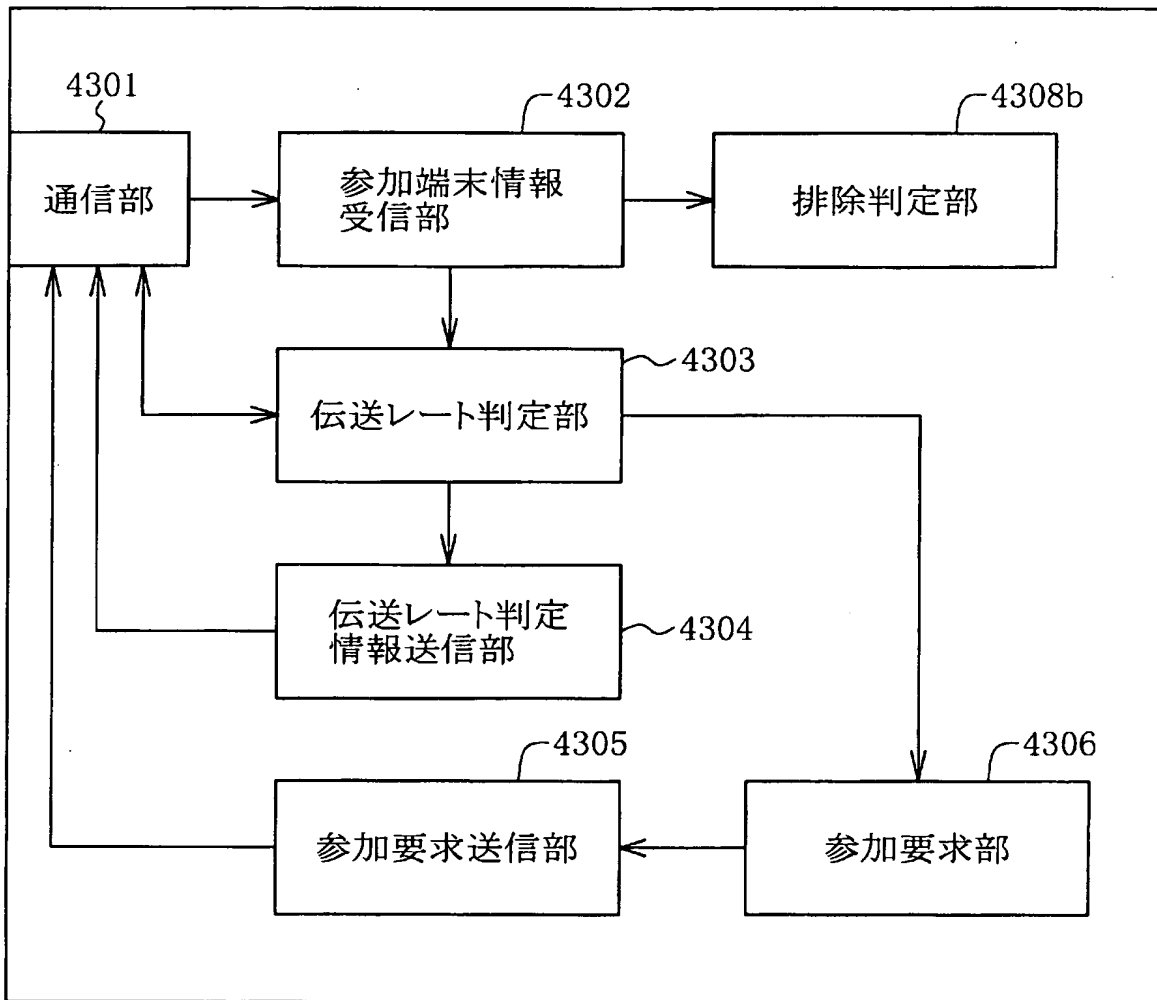 4301
通信部
4302
参加端末情報
受信部
4308b
排除判定部
4303
伝送レート判定部
4304
伝送レート判定
情報送信部
4305
参加要求送信部
4306
参加要求部